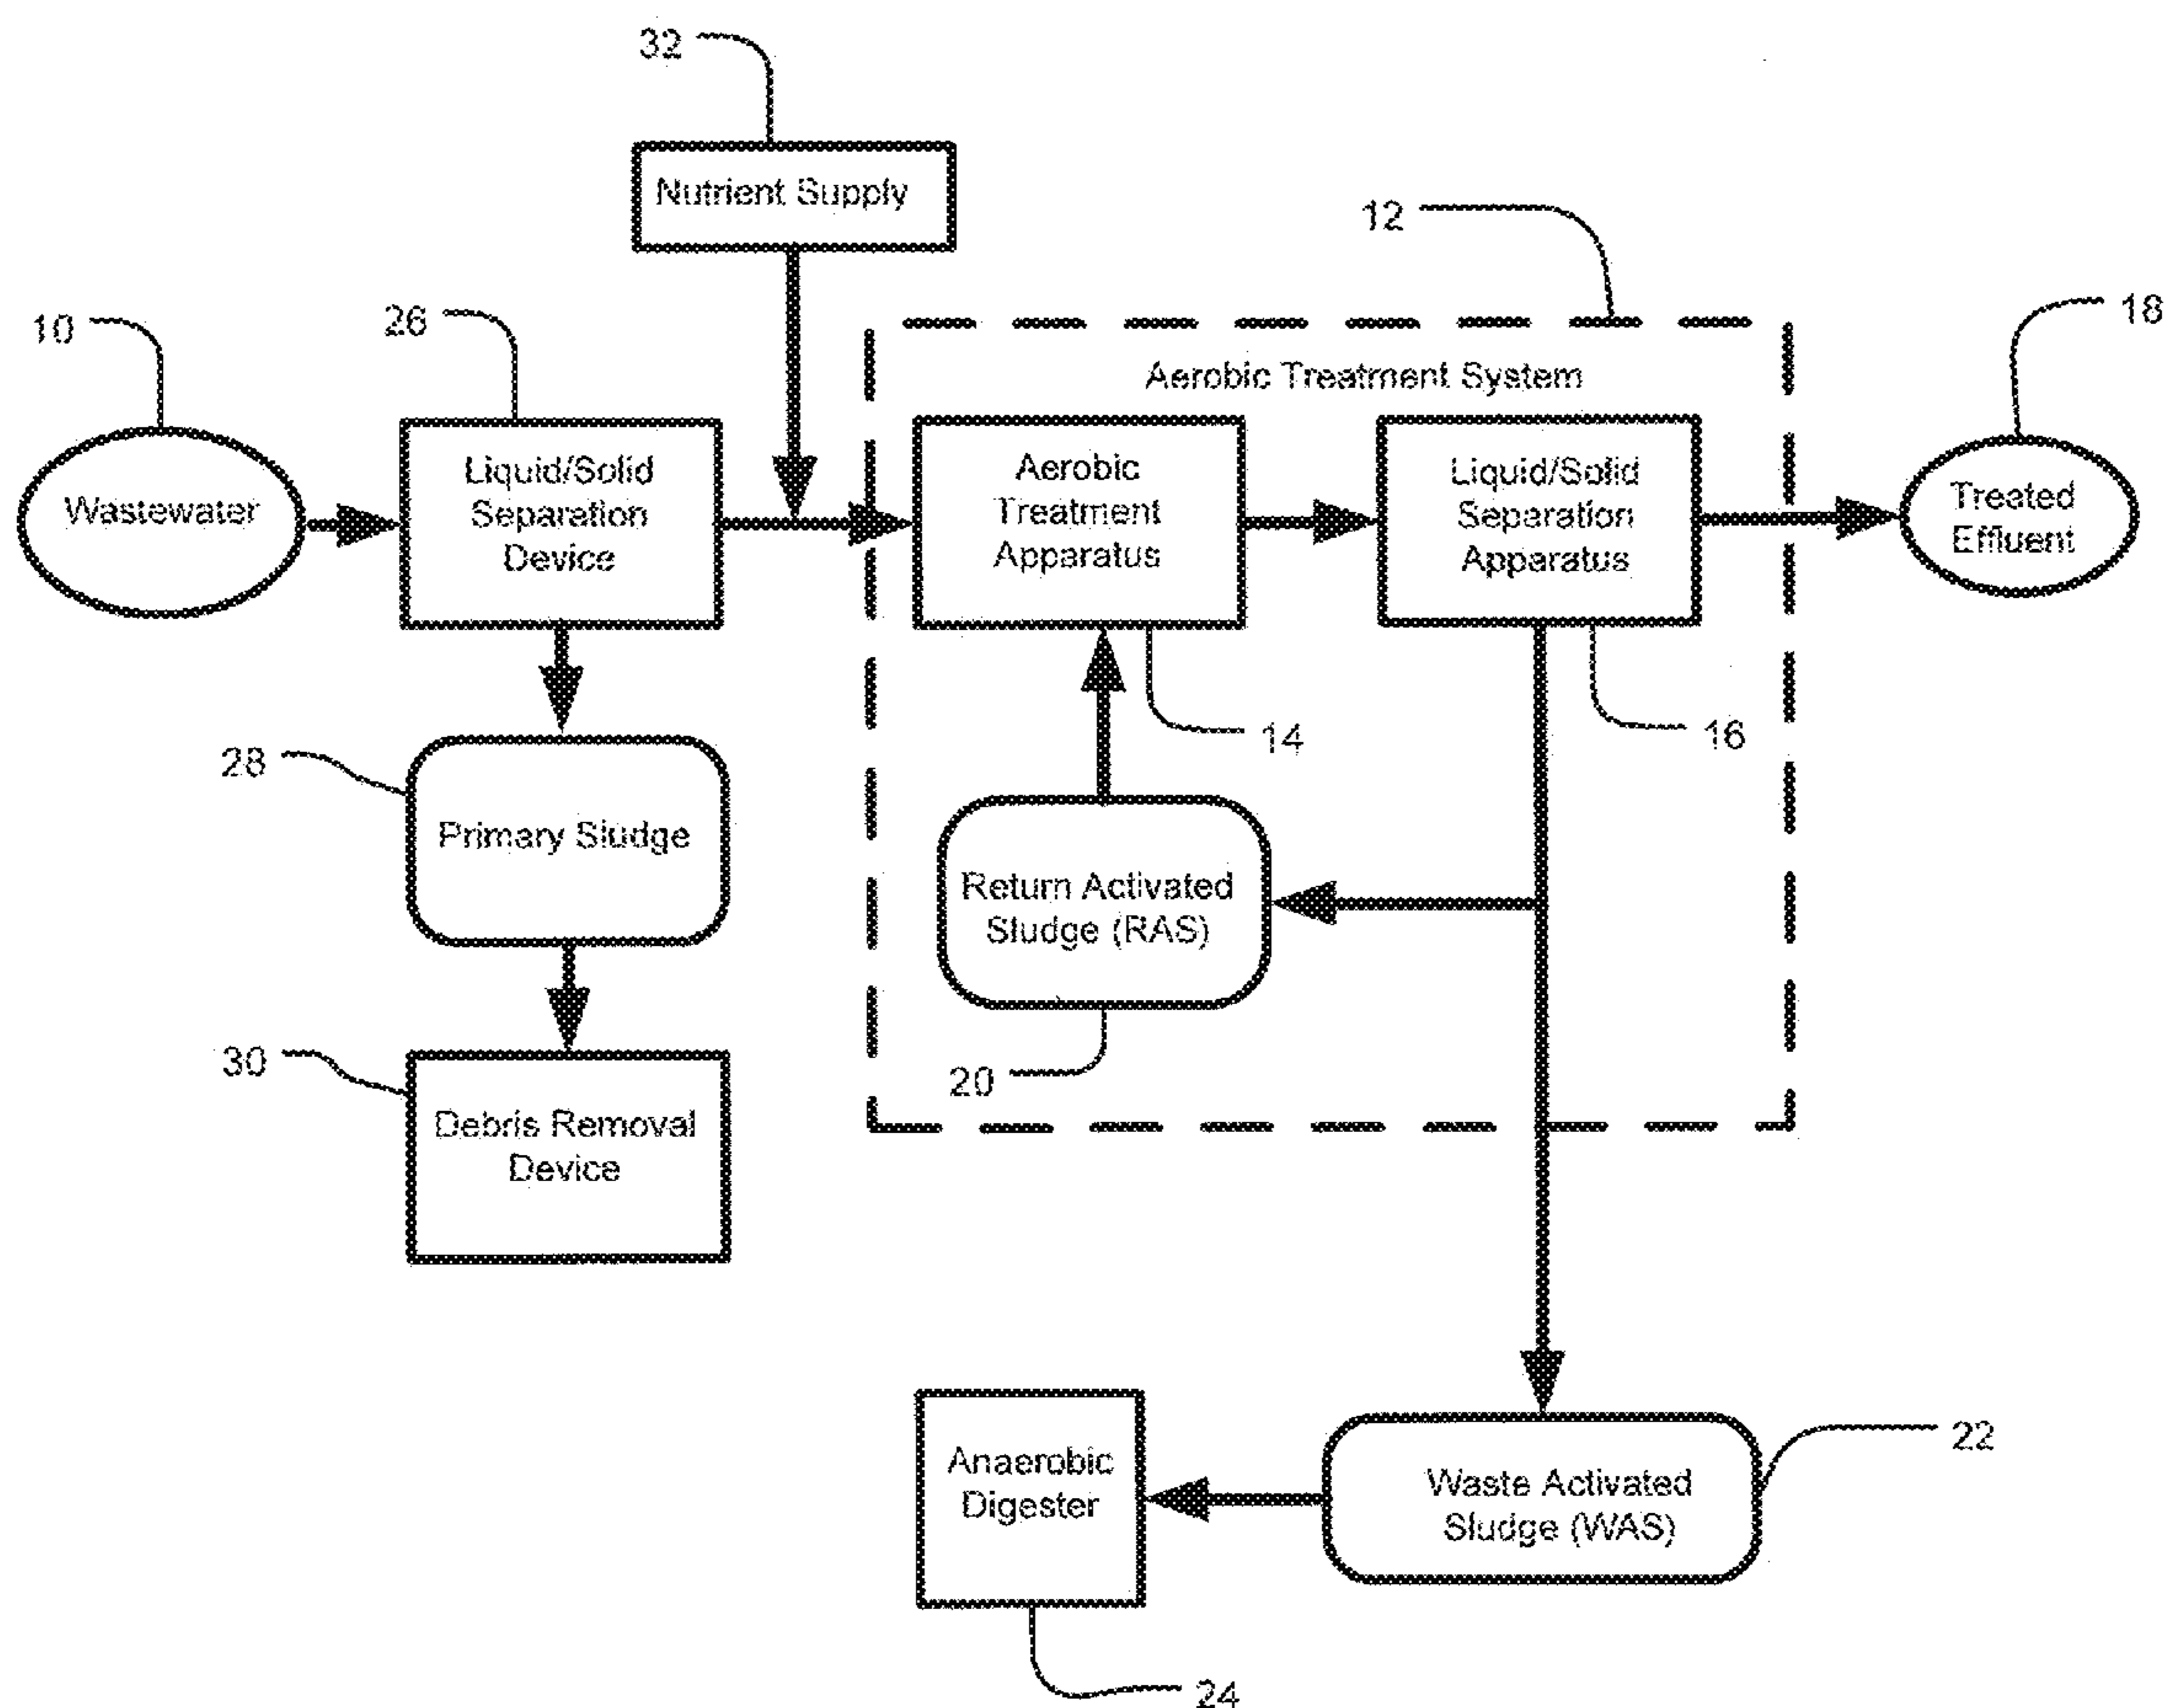 32
Nutrient Supply
12
10
26
18
Aerobic Treatment System
Wastewater
Liquid/Solid
Separation
Device
Aerobic
Treatment
Apparatus
Liquid/Solid
Separation
Apparatus
Treated
Effluent
14
16
28
Primary Sludge
Return Activated
Sludge (RAS)
20
30
Debris Removal
Device
22
Anaerobic
Digester
Waste Activated
Sludge (WAS)
24